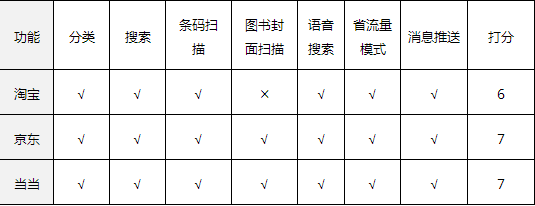 功能 分类 搜索 条码扫描 图书封面扫描 语音搜索 省流量模式 消息推送 打分
淘宝 √ √ √ × √ √ √ 6
京东 √ √ √ √ √ √ √ 7
当当 √ √ √ √ √ √ √ 7